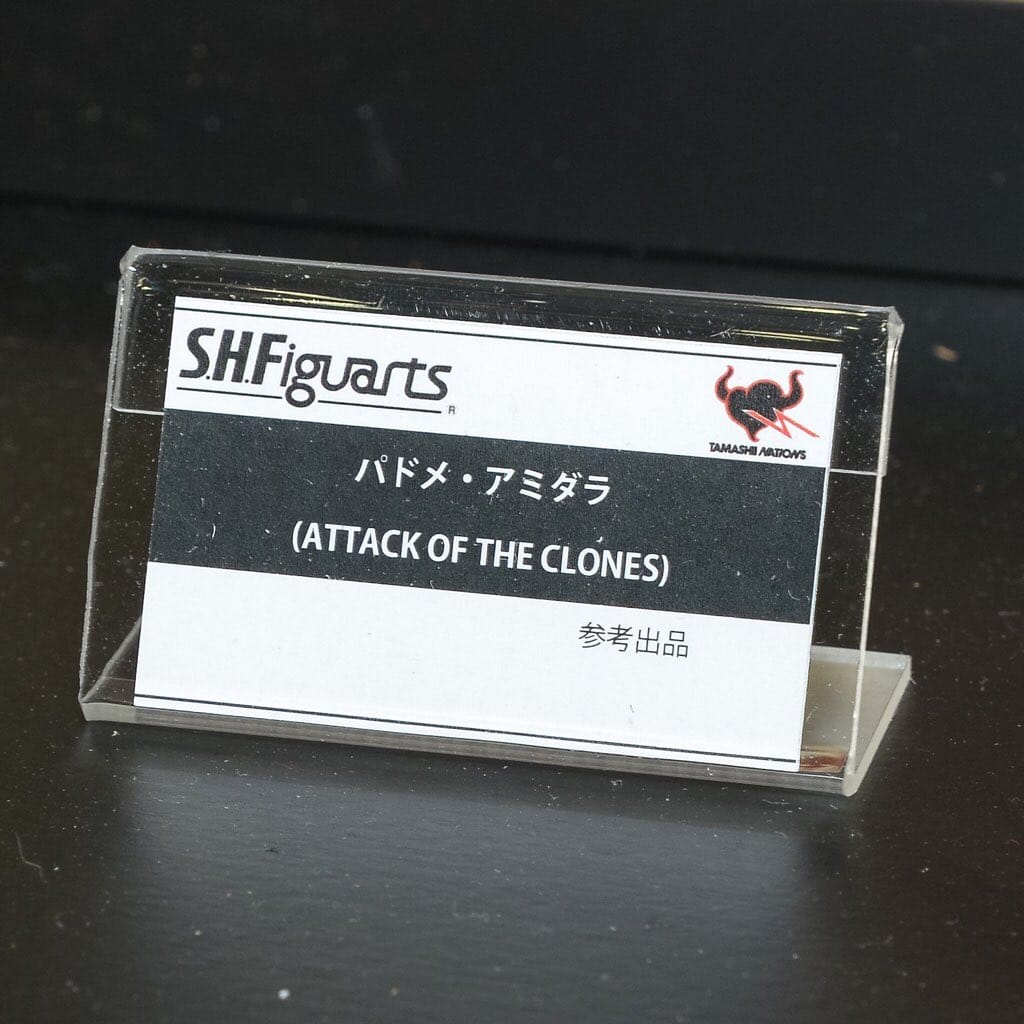 S.H.Figuarts
®
TAMASHII NATIONS
パドメ・アミダラ
(ATTACK OF THE CLONES)
参考出品